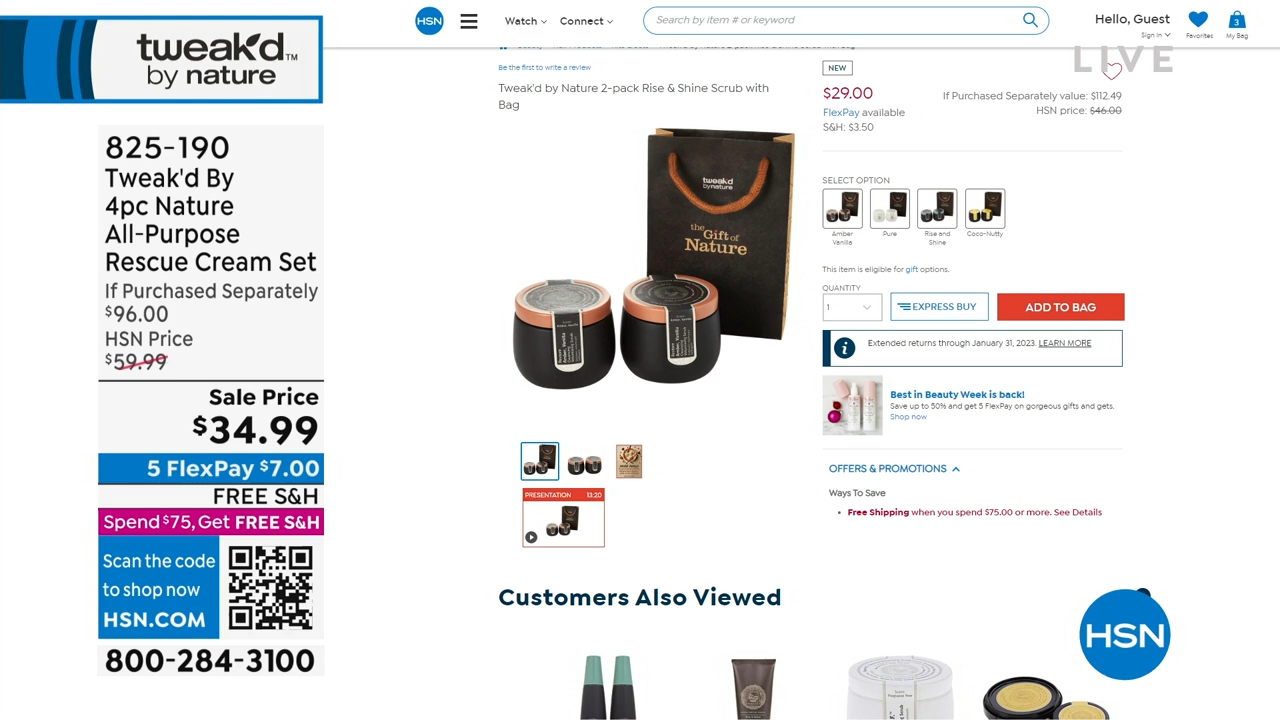 tweak'd™
by nature
825-190
Tweak'd By
4pc Nature
All-Purpose
Rescue Cream Set
If Purchased Separately
$96.00
HSN Price
$59.99
Sale Price
$34.99
5 FlexPay $7.00
FREE S&H
Spend $75, Get FREE S&H
Scan the code
to shop now
HSN.COM
800-284-3100
HSN
Watch
Connect
Search by item # or keyword
Hello, Guest
Sign in
Favorites
3
My Bag
LIVE
Be the first to write a review
Tweak'd by Nature 2-pack Rise & Shine Scrub with
Bag
tweak'd
by nature
the Gift of
Nature
PRESENTATION 13:20
NEW
$29.00
If Purchased Separately value: $112.49
FlexPay available
HSN price: $46.00
S&H: $3.50
SELECT OPTION
Amber
Vanilla
Pure
Rise and
Shine
Coco-Nutty
This item is eligible for gift options.
QUANTITY
1
EXPRESS BUY
ADD TO BAG
Extended returns through January 31, 2023. LEARN MORE
Best in Beauty Week is back!
Save up to 50% and get 5 FlexPay on gorgeous gifts and gets.
Shop now
OFFERS & PROMOTIONS
Ways To Save
• Free Shipping when you spend $75.00 or more. See Details
Customers Also Viewed
HSN